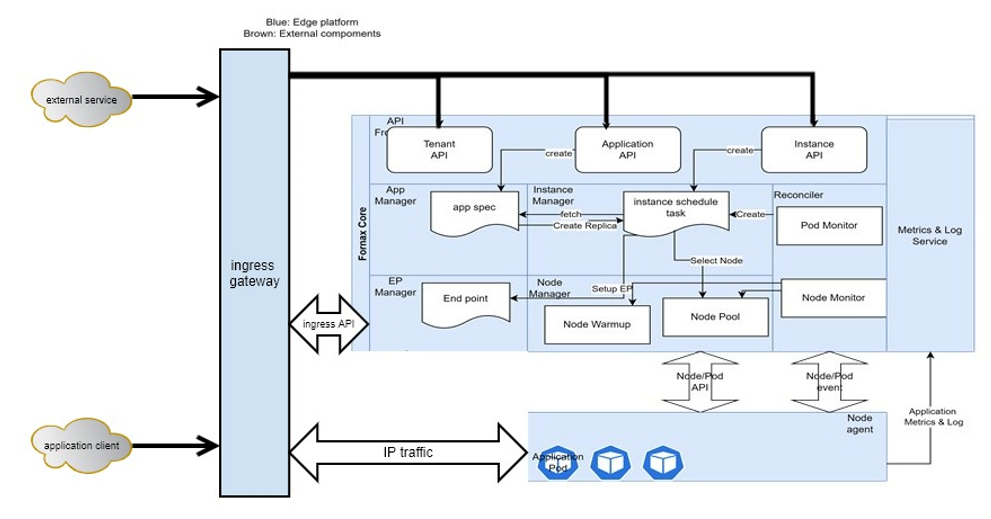 Blue: Edge platform
Brown: External compoments
external service
API
Fr
Tenant
API
Application
API
Instance
API
create
create
App
Manager
app spec
Instance
Manager
instance schedule
task
Reconciler
fetch
Create Replica
Create
Pod Monitor
Metrics & Log
Service
Fornax Core
Select Node
ingress
gateway
EP
Manager
End point
Node
Manager
Setup EP
Node Warmup
Node Pool
Node Monitor
ingress API
Node/Pod
API
Node/Pod
event
Application
Metrics & Log
Node
agent
application client
IP traffic
Application
Pod